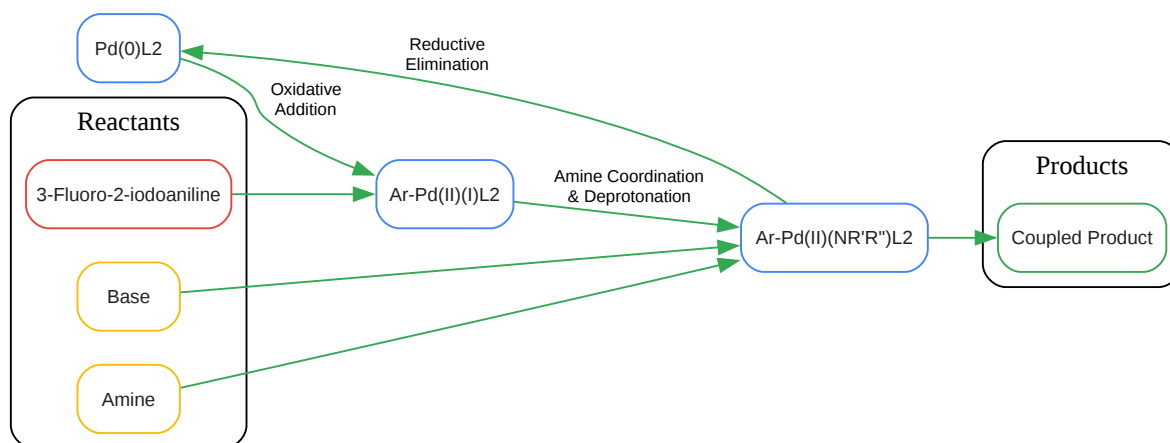 Pd(0)L2
Reductive
Elimination
Oxidative
Addition
Reactants
3-Fluoro-2-iodoaniline
Ar-Pd(II)(I)L2
Amine Coordination
& Deprotonation
Ar-Pd(II)(NR'R")L2
Products
Coupled Product
Base
Amine